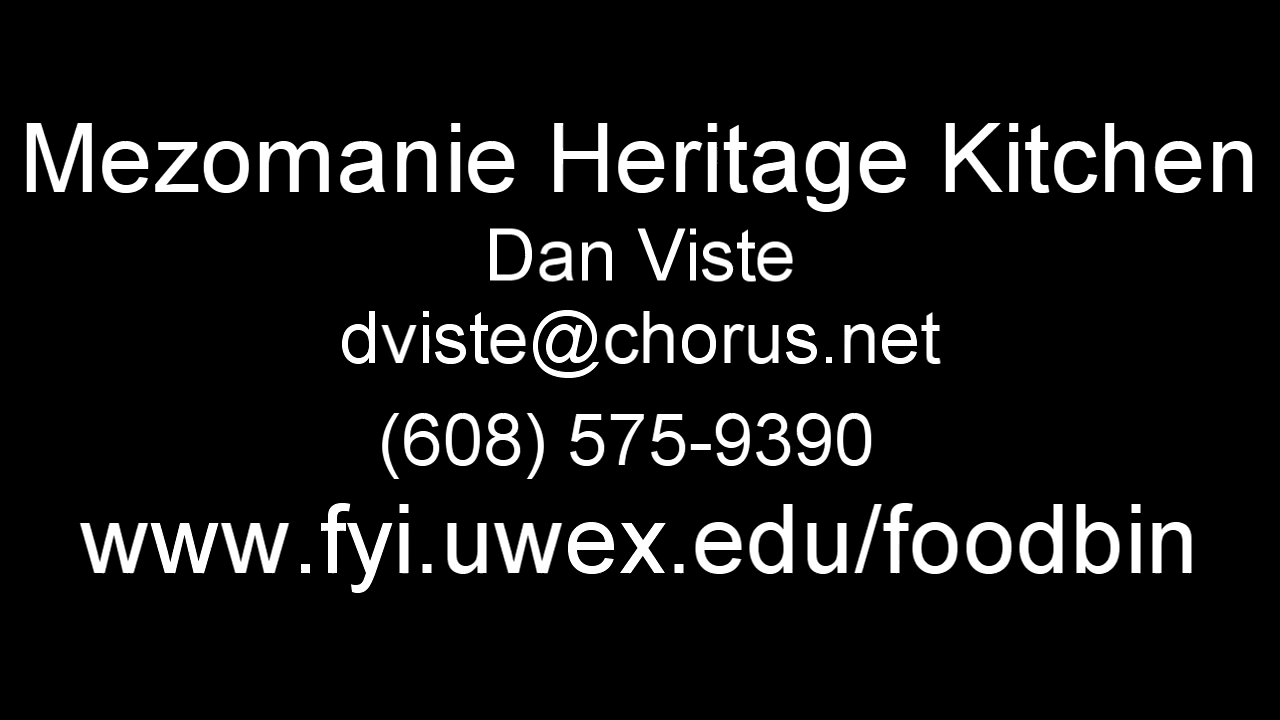 Mezomanie Heritage Kitchen
Dan Viste
dviste@chorus.net
(608) 575-9390
www.fyi.uwex.edu/foodbin